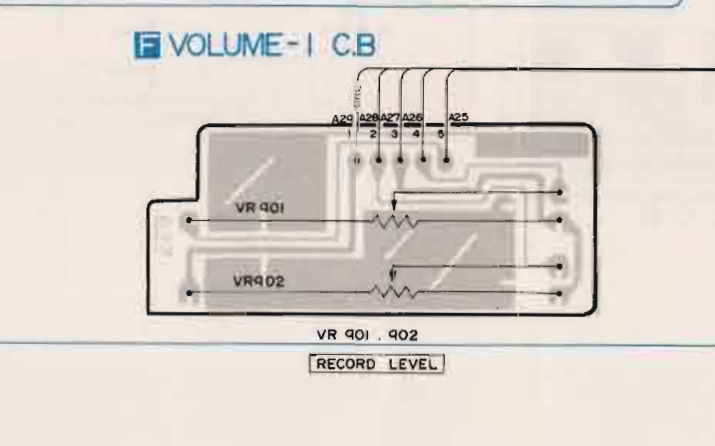 F VOLUME-1 C.B
A29 A28 A27 A26 A25
1 2 3 4 5
VR 901
VR902
VR 901 . 902
RECORD LEVEL